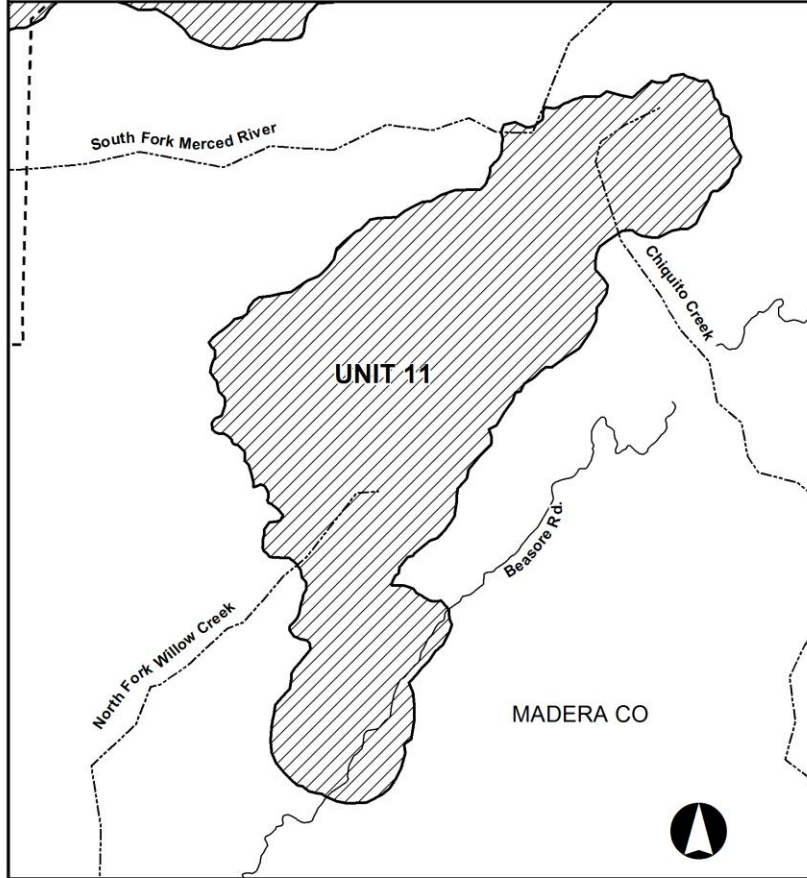 South Fork Merced River
Chiquito Creek
UNIT 11
Beasore Rd.
North Fork Willow Creek
MADERA CO